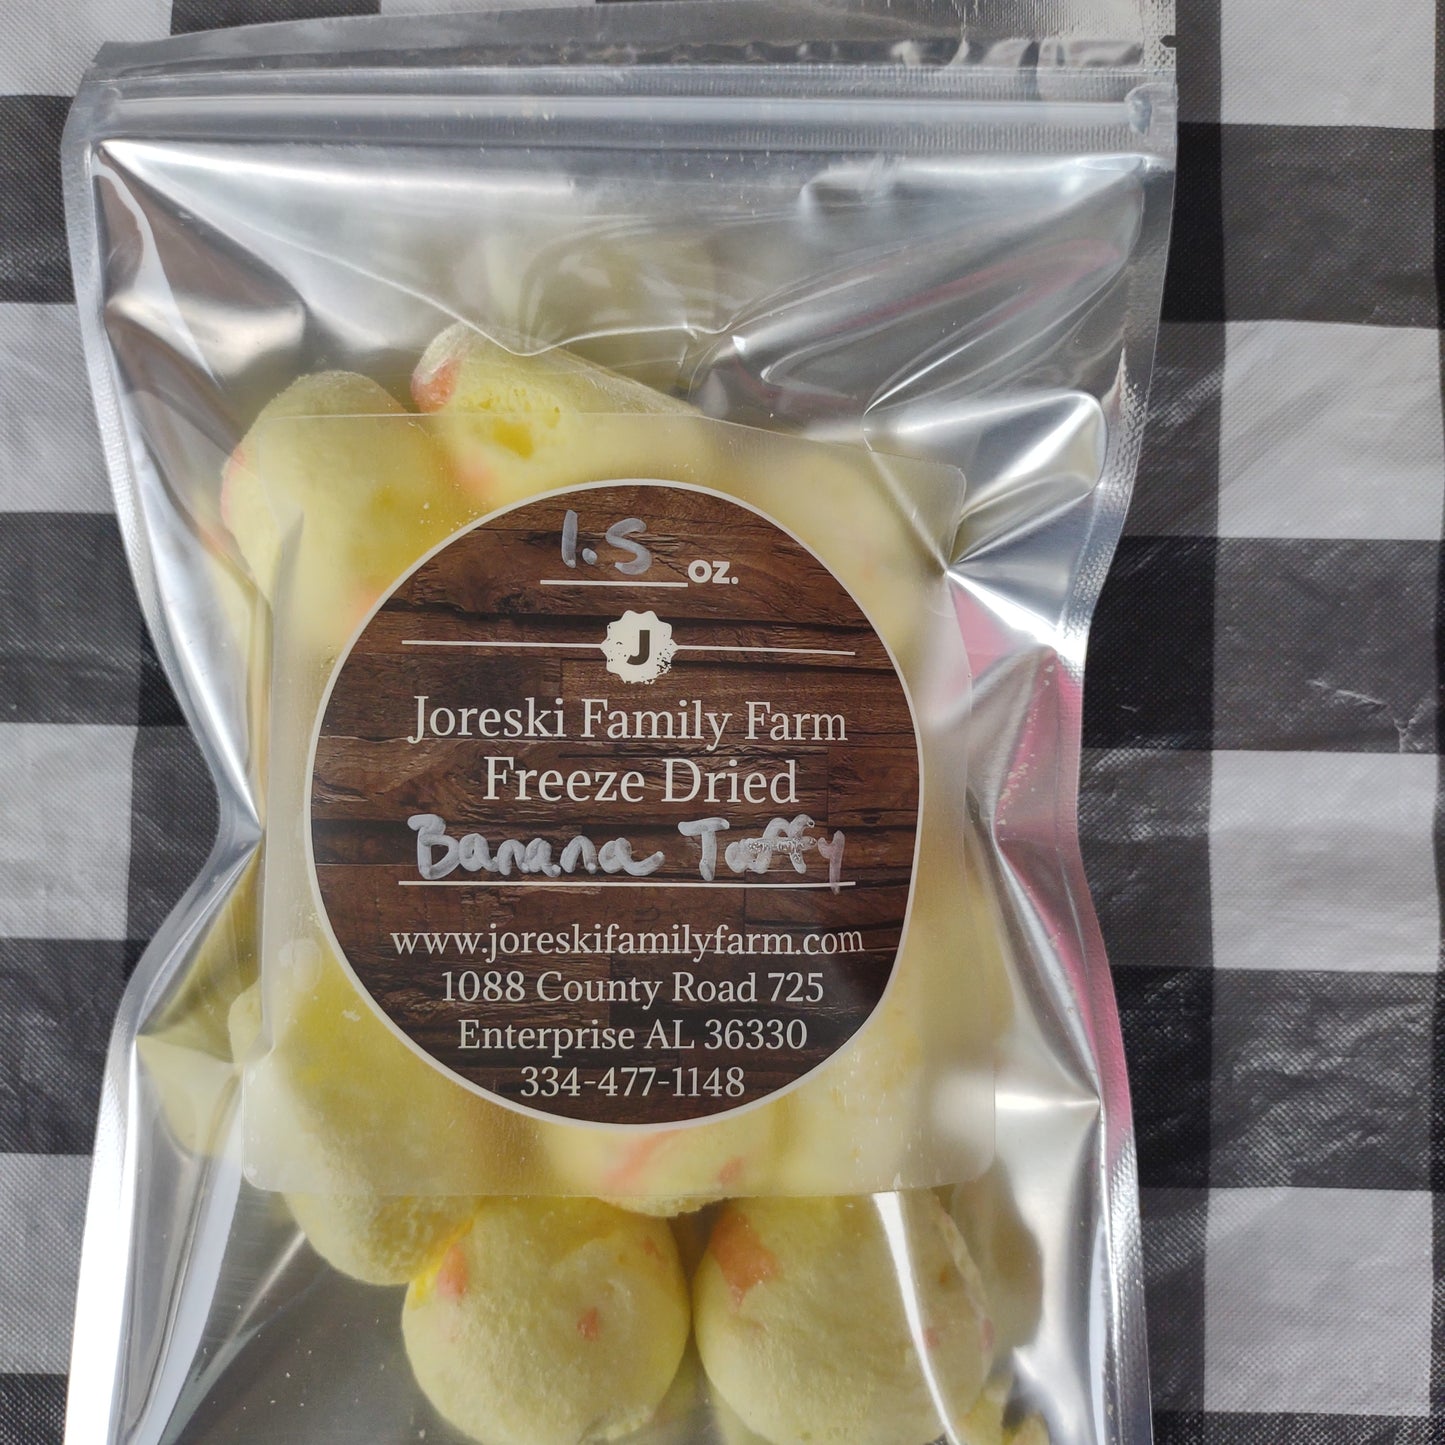 1.5 oz.
J
Joreski Family Farm
Freeze Dried
Banana Taffy
www.joreskifamilyfarm.com
1088 County Road 725
Enterprise AL 36330
334-477-1148